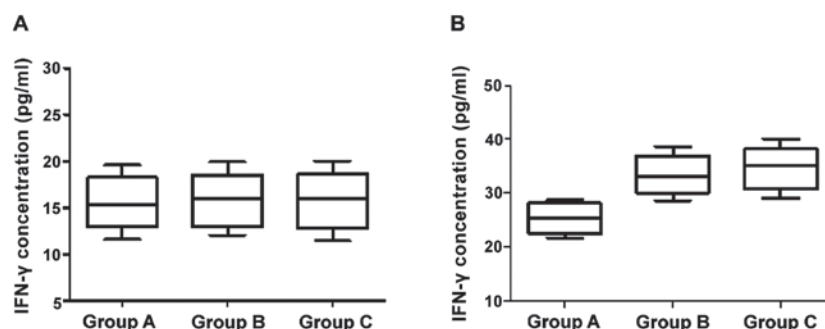 A
IFN-γ concentration (pg/ml)
30
25
20
15
10
5
Group A Group B Group C
B
IFN-γ concentration (pg/ml)
50
40
30
20
10
Group A Group B Group C